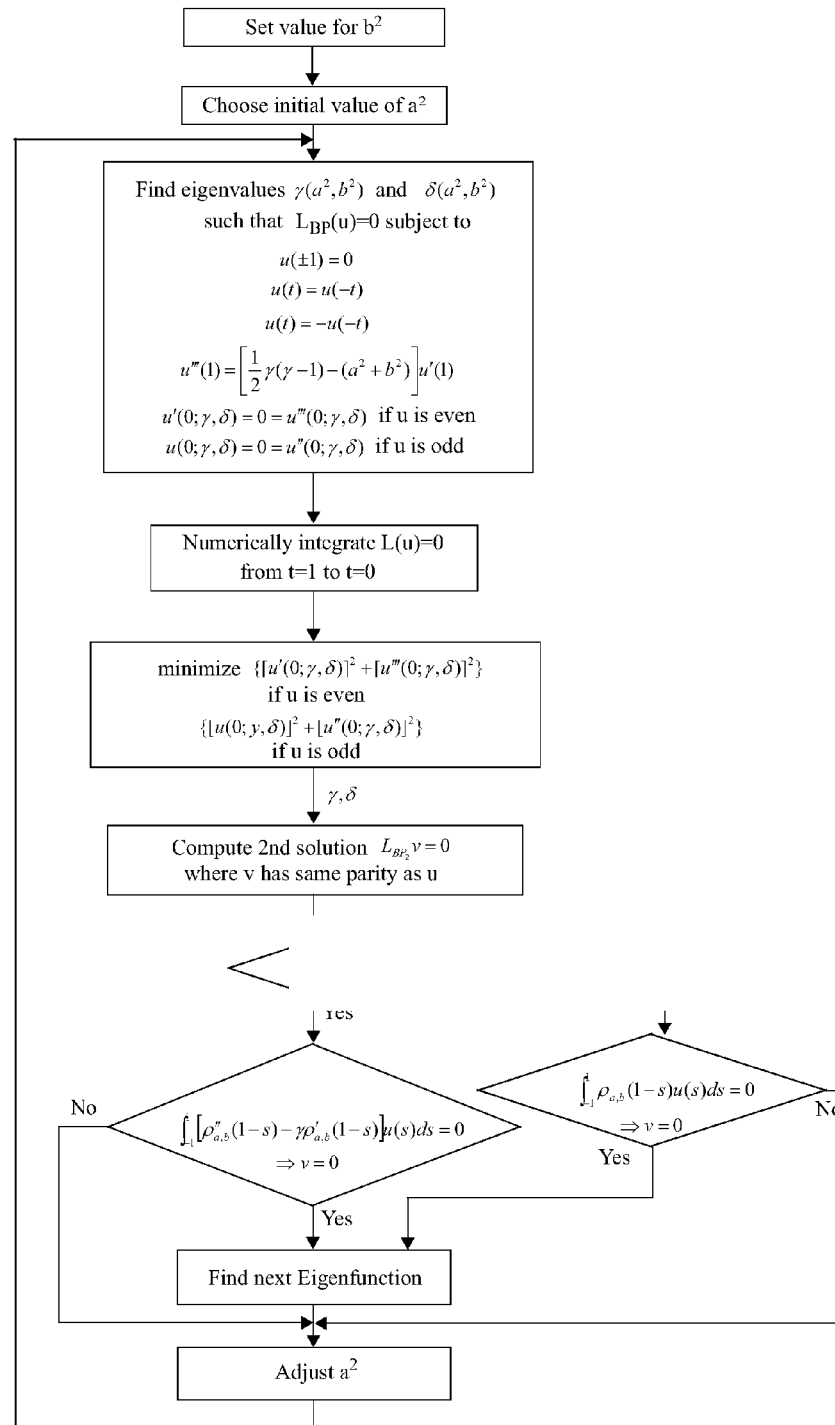 Set value for b²
Choose initial value of a²
Find eigenvalues γ(a²,b²) and δ(a²,b²)
such that L_BP(u)=0 subject to
u(±1) = 0
u(t) = u(−t)
u(t) = −u(−t)
u‴(1) = [1/2 γ(γ−1) − (a² + b²)] u′(1)
u′(0;γ,δ) = 0 = u‴(0;γ,δ) if u is even
u(0;γ,δ) = 0 = u″(0;γ,δ) if u is odd
Numerically integrate L(u)=0
from t=1 to t=0
minimize {[u′(0;γ,δ)]² + [u‴(0;γ,δ)]²}
if u is even
{[u(0;y,δ)]² + [u″(0;γ,δ)]²}
if u is odd
γ,δ
Compute 2nd solution L_BP₂ v = 0
where v has same parity as u
Yes
No
∫₋₁¹ [ρ″_a,b (1−s) − γρ′_a,b (1−s)] u(s)ds = 0
⇒ v = 0
Yes
∫₋₁¹ ρ_a,b (1−s)u(s)ds = 0
⇒ v = 0
No
Yes
Find next Eigenfunction
Adjust a²